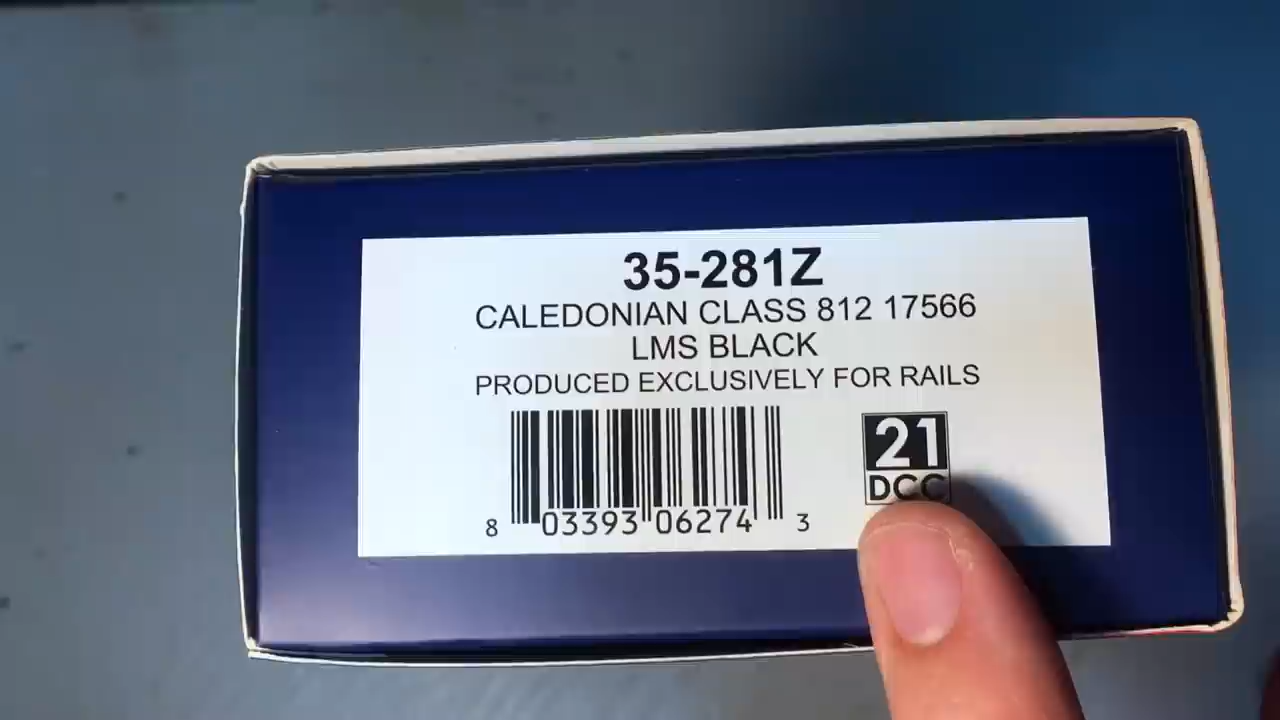 35-281Z
CALEDONIAN CLASS 812 17566
LMS BLACK
PRODUCED EXCLUSIVELY FOR RAILS
21
DCC
8 03393 06274 3